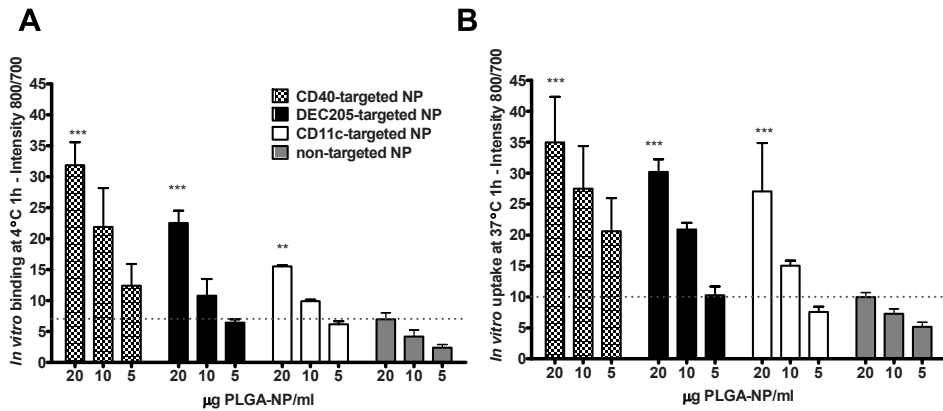 A
In vitro binding at 4°C 1h - Intensity 800/700
45
40
35
30
25
20
15
10
5
0
***
***
**
CD40-targeted NP
DEC205-targeted NP
CD11c-targeted NP
non-targeted NP
20 10 5 20 10 5 20 10 5 20 10 5
µg PLGA-NP/ml
B
In vitro uptake at 37°C 1h - Intensity 800/700
45
40
35
30
25
20
15
10
5
0
***
***
***
20 10 5 20 10 5 20 10 5 20 10 5
µg PLGA-NP/ml